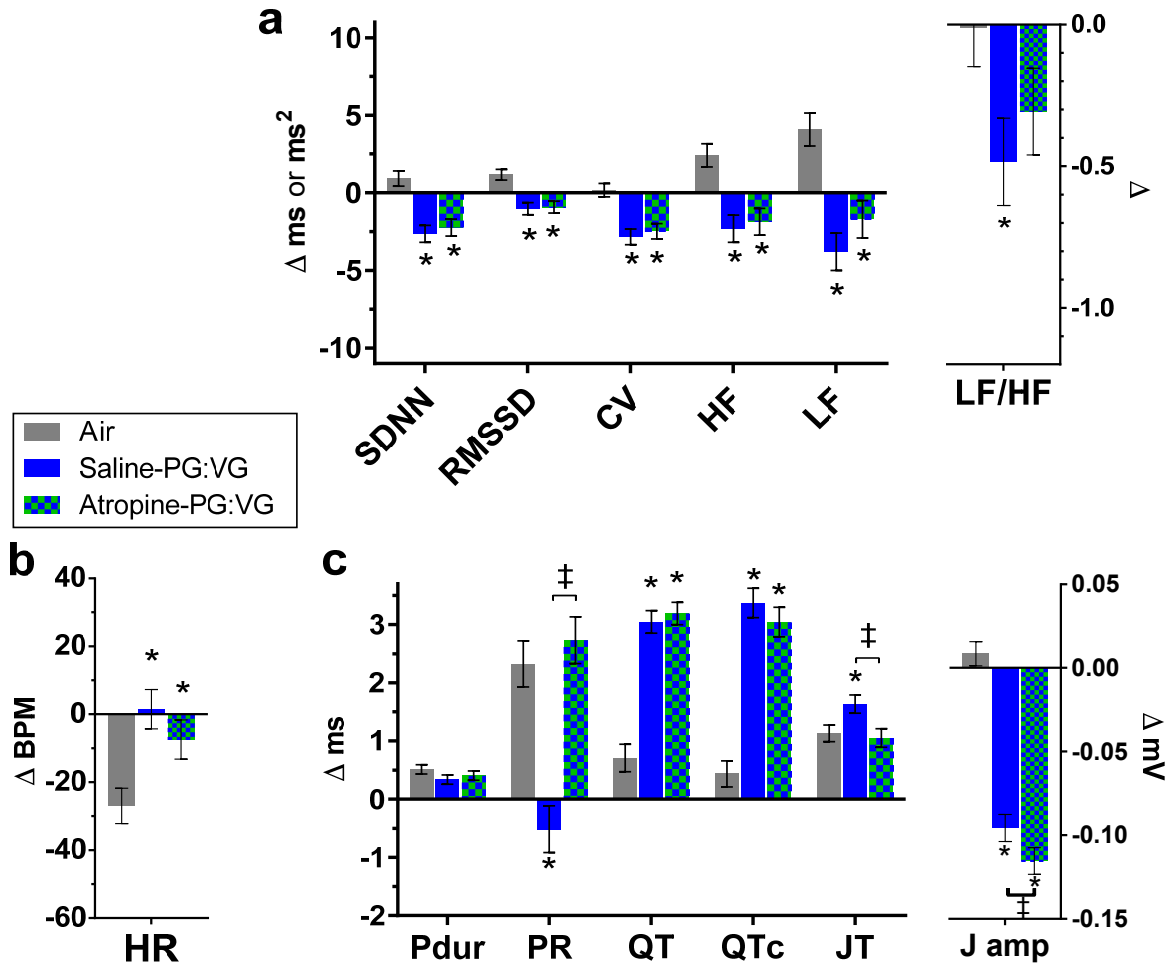 a
Δ ms or ms²
10
5
0
-5
-10
* * * * * * * * * *
SDNN
RMSSD
CV
HF
LF
0.0
-0.5
-1.0
Δ
*
LF/HF
Air
Saline-PG:VG
Atropine-PG:VG
b
Δ BPM
40
20
0
-20
-40
-60
* *
HR
c
Δ ms
3
2
1
0
-1
-2
‡
* * * *
‡
*
*
Pdur
PR
QT
QTc
JT
0.05
0.00
-0.05
-0.10
-0.15
Δ mV
* *
‡
J amp